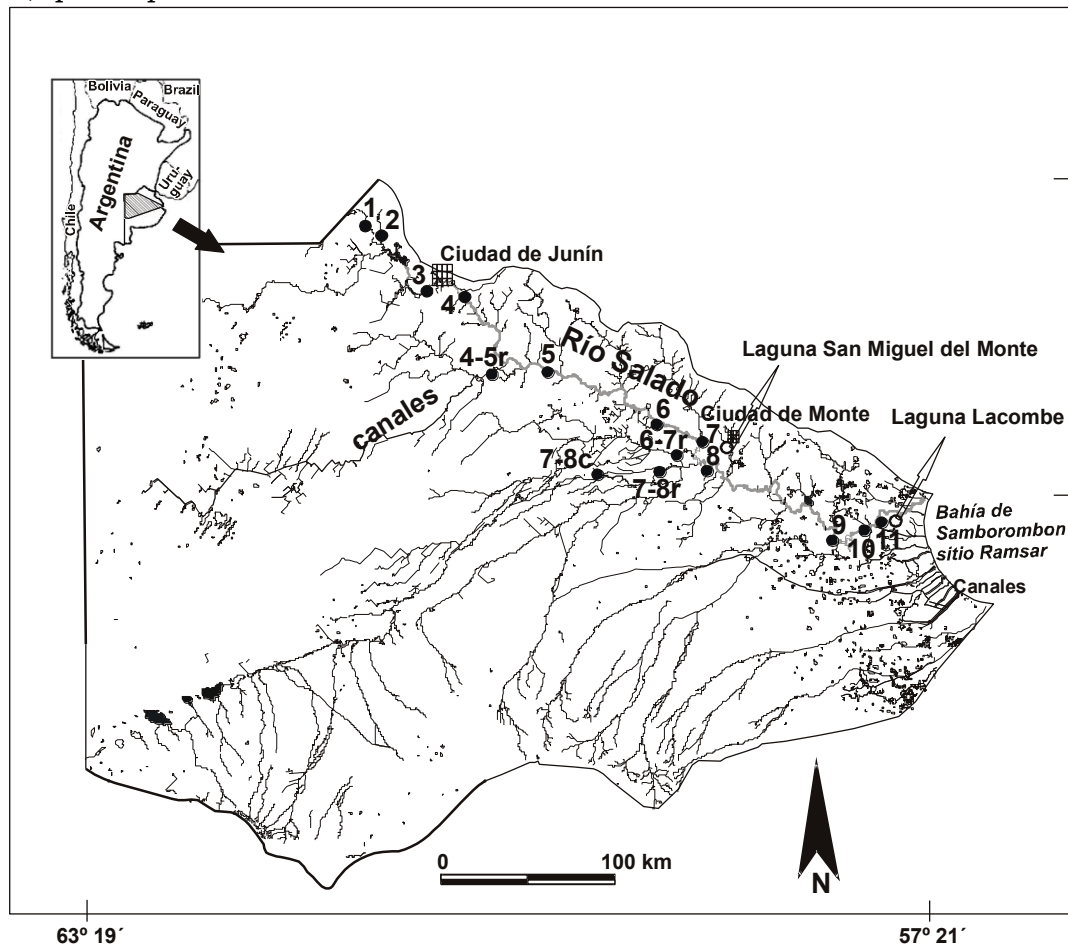 Bolivia
Brazil
Paraguay
Uru-
guay
Argentina
Chile
1
2
Ciudad de Junín
3
4
Río Salado
4-5r
5
Laguna San Miguel del Monte
canales
6
Ciudad de Monte
7
Laguna Lacombe
6-7r
8
7-8c
7-8r
9
10
11
Bahía de
Samborombon
sitio Ramsar
Canales
0
100 km
N
63º 19´
57º 21´